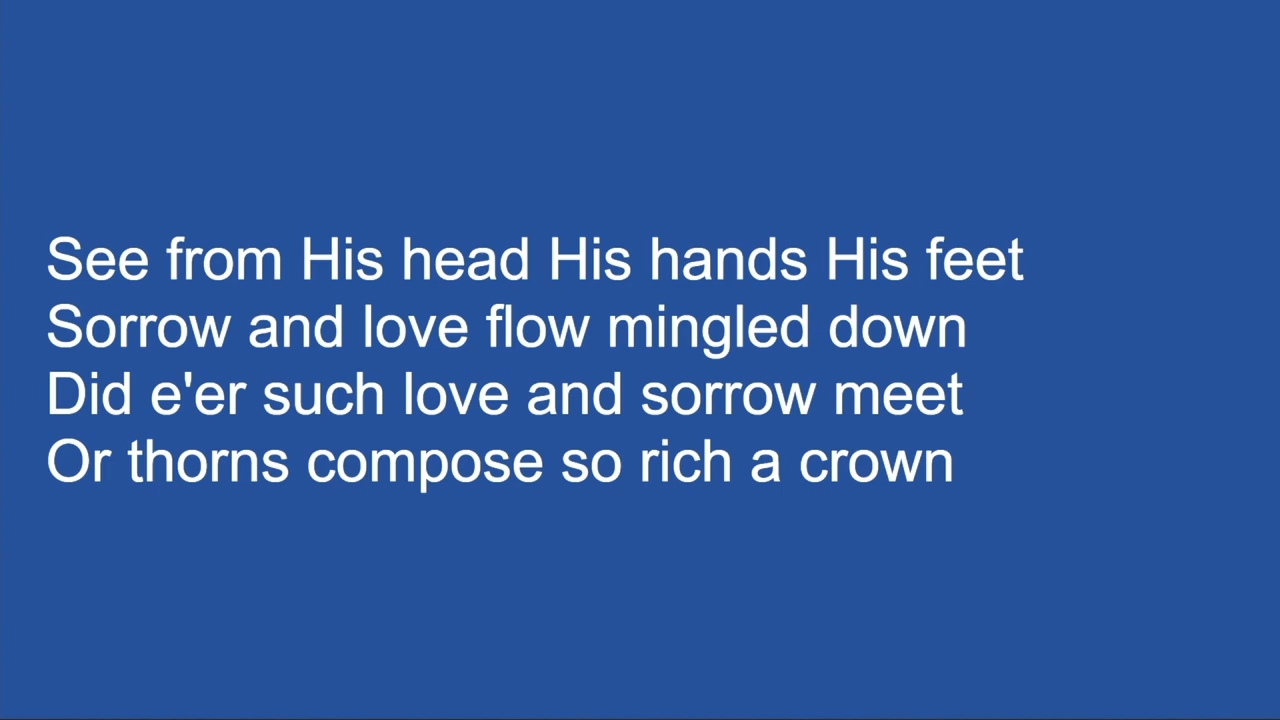 See from His head His hands His feet
Sorrow and love flow mingled down
Did e'er such love and sorrow meet
Or thorns compose so rich a crown